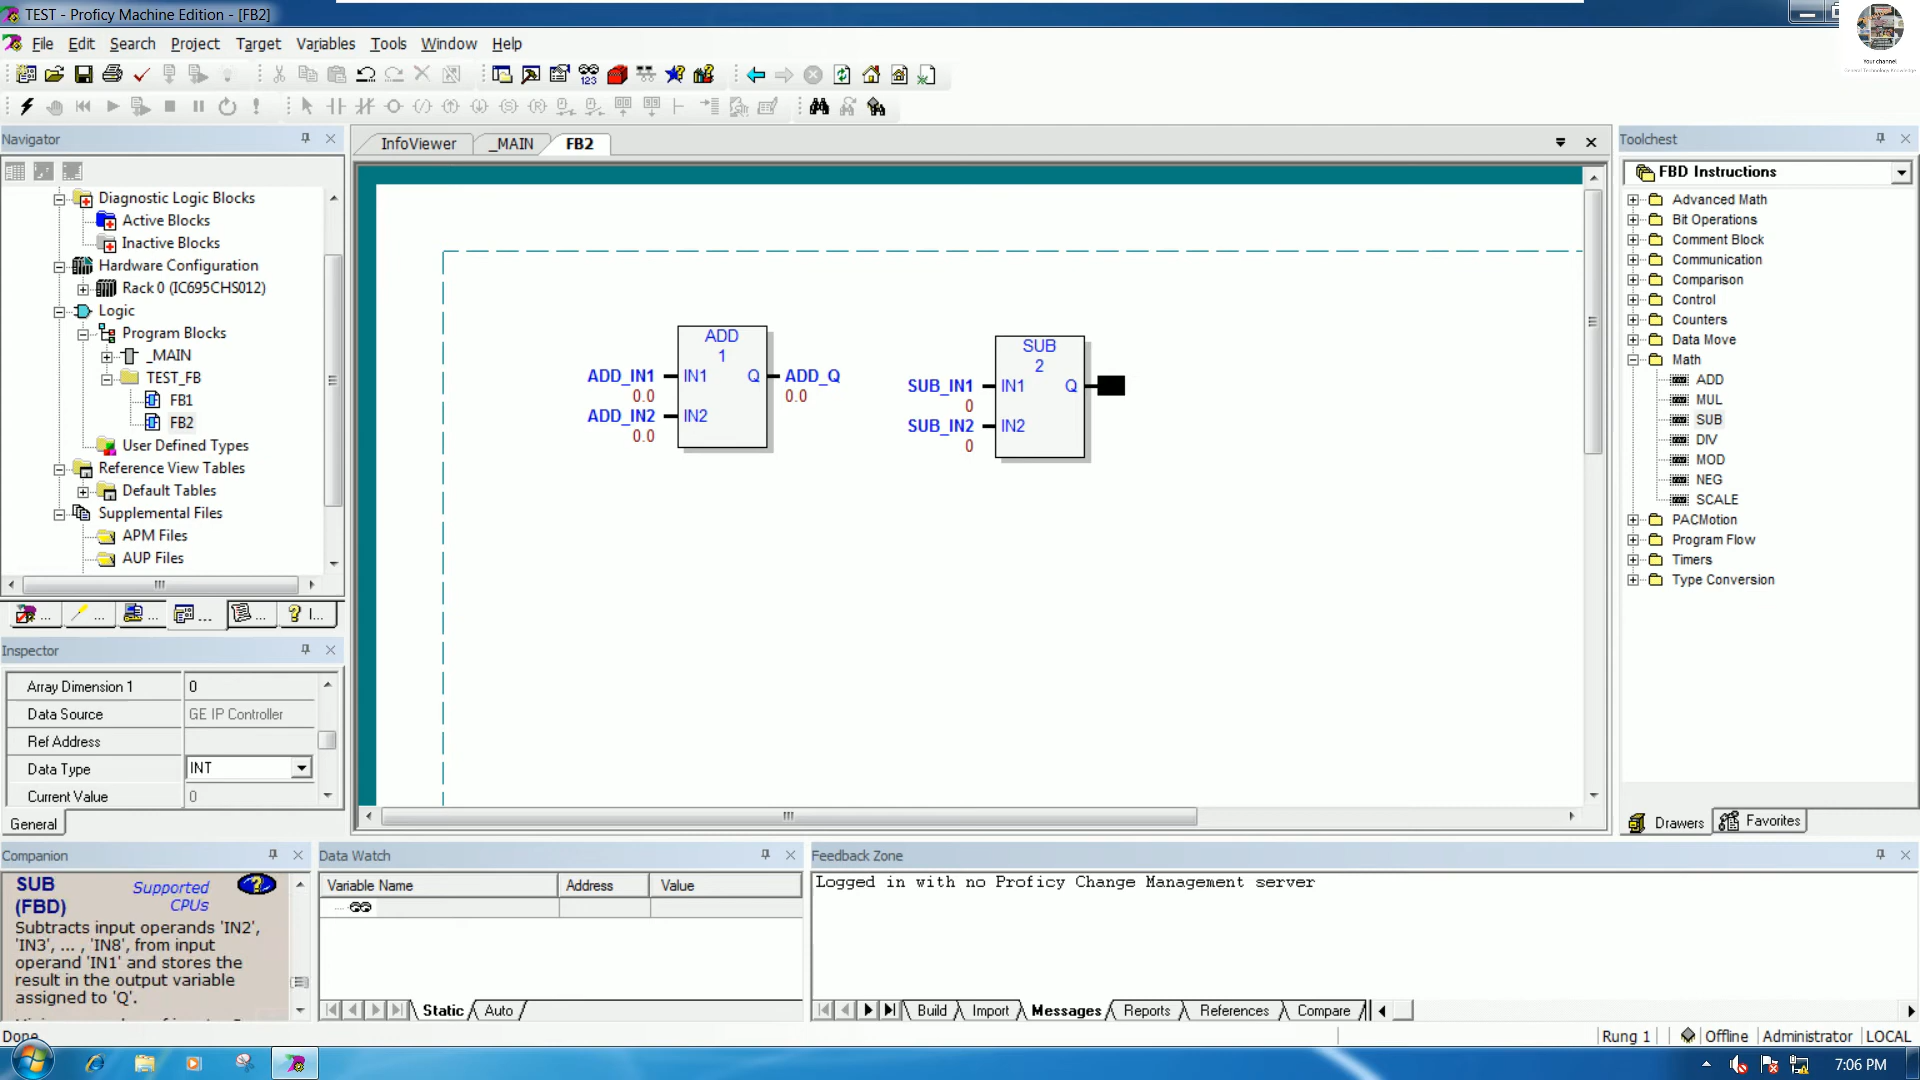 TEST - Proficy Machine Edition - [FB2]
Your channel
File Edit Search Project Target Variables Tools Window Help
Navigator
InfoViewer _MAIN FB2
Toolchest
FBD Instructions
Diagnostic Logic Blocks
Active Blocks
Inactive Blocks
Hardware Configuration
Rack 0 (IC695CHS012)
Logic
Program Blocks
_MAIN
TEST_FB
FB1
FB2
User Defined Types
Reference View Tables
Default Tables
Supplemental Files
APM Files
AUP Files
?
I...
ADD
1
ADD_IN1 IN1 Q ADD_Q
0.0 0.0
ADD_IN2 IN2
0.0
SUB
2
SUB_IN1 IN1 Q
0
SUB_IN2 IN2
0
Advanced Math
Bit Operations
Comment Block
Communication
Comparison
Control
Counters
Data Move
Math
ADD
MUL
SUB
DIV
MOD
NEG
SCALE
PACMotion
Program Flow
Timers
Type Conversion
Drawers Favorites
Inspector
Array Dimension 1 0
Data Source GE IP Controller
Ref Address
Data Type INT
Current Value 0
General
Companion
SUB
(FBD)
Supported
CPUs
Subtracts input operands 'IN2',
'IN3', ... , 'IN8', from input
operand 'IN1' and stores the
result in the output variable
assigned to 'Q'.
Data Watch
Variable Name Address Value
Static Auto
Feedback Zone
Logged in with no Proficy Change Management server
Build Import Messages Reports References Compare
Done
Rung 1 Offline Administrator LOCAL
7:06 PM